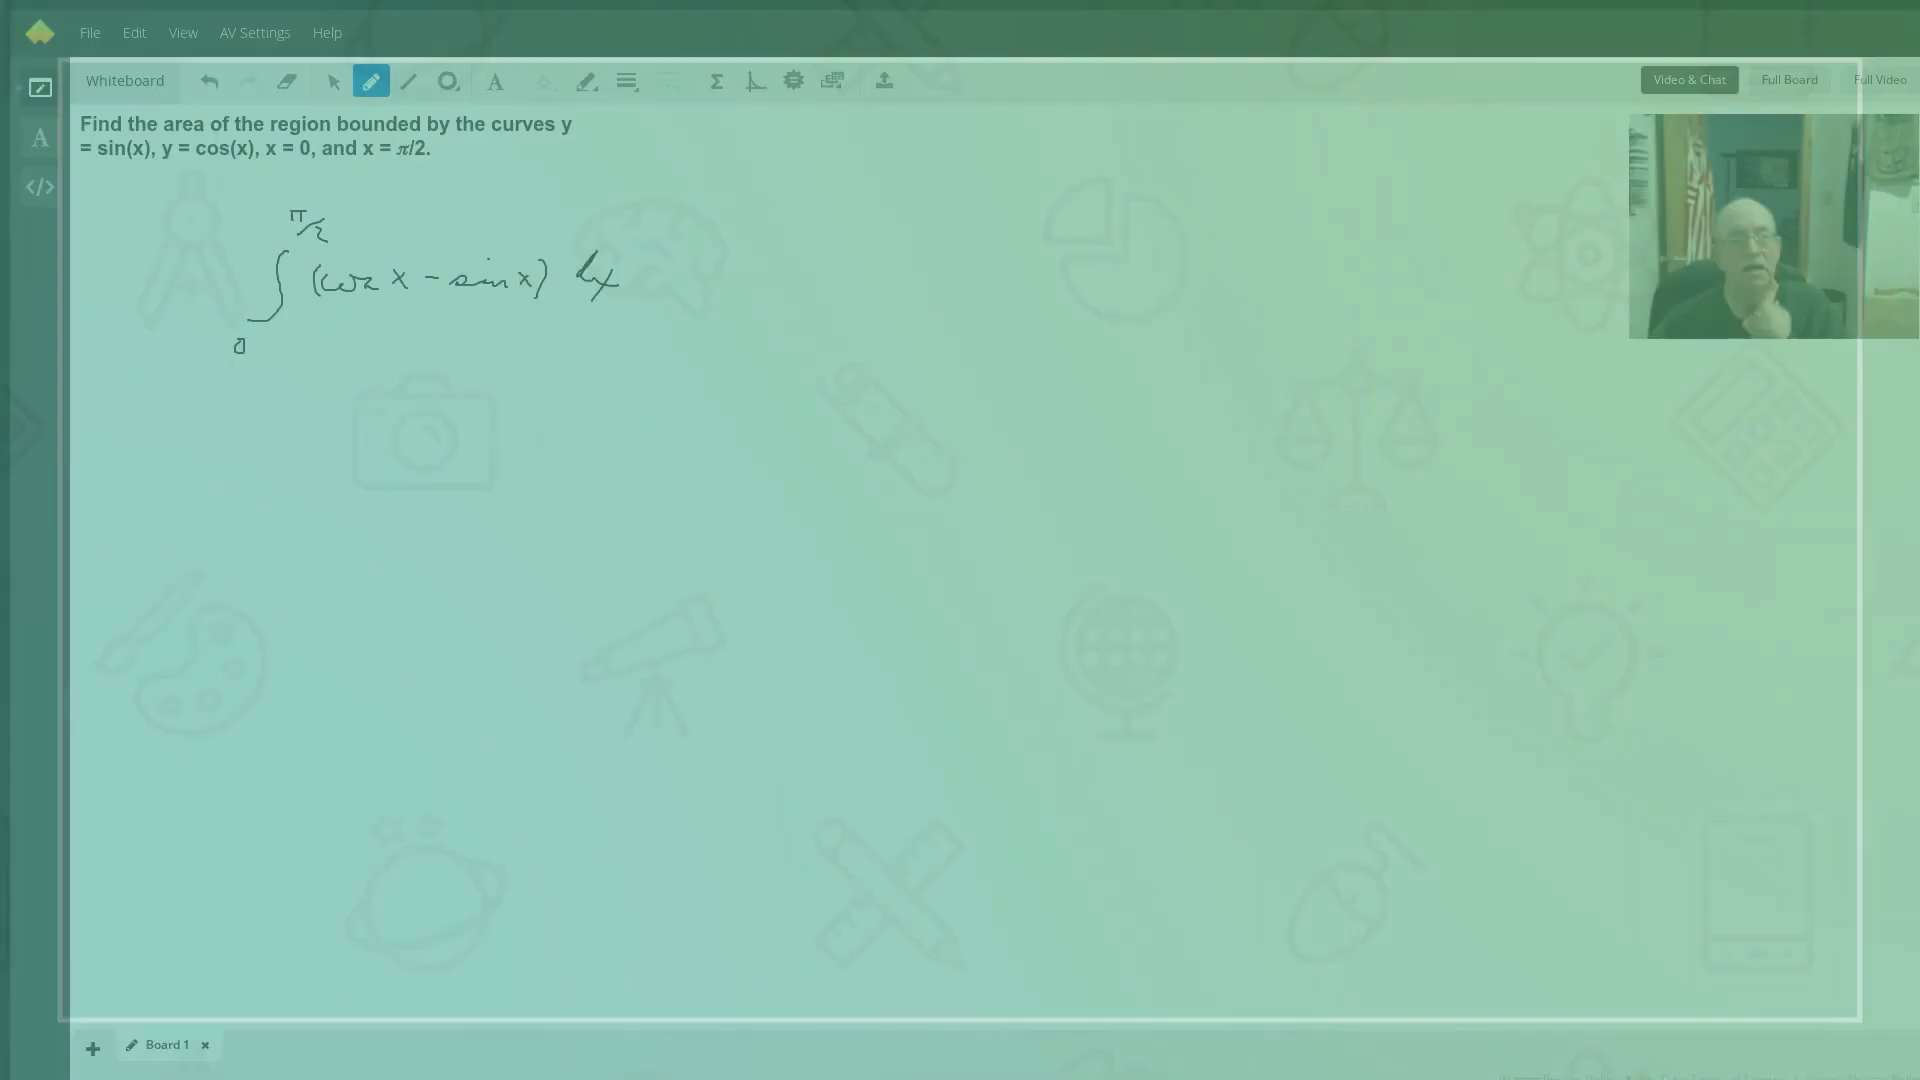 File Edit View AV Settings Help
Whiteboard A Σ Video & Chat Full Board Full Video
Find the area of the region bounded by the curves y
= sin(x), y = cos(x), x = 0, and x = π/2.
A
</>
π/2
∫ (cos x - sin x) dx
0
Board 1